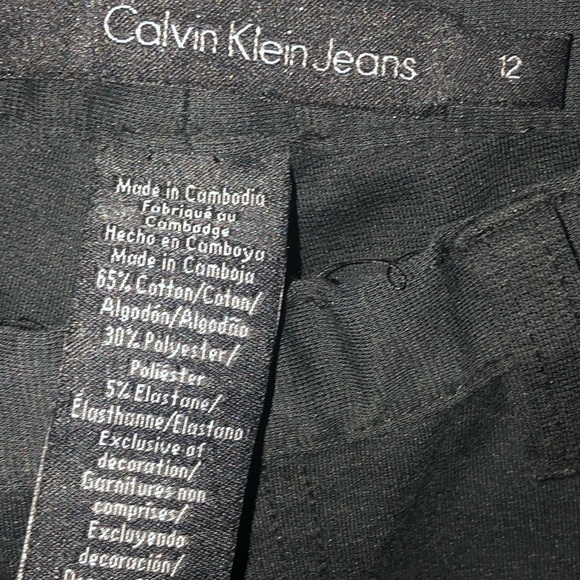 Calvin Klein Jeans 12
Made in Cambodia
Fabriqué au
Cambodge
Hecho en Camboya
Made in Camboja
65% Cotton/Coton/
Algodón/Algodão
30% Polyester/
Poliéster
5% Elastane/
Élasthanne/Elastano
Exclusive of
decoration/
Garnitures non
comprises/
Excluyendo
decoración/